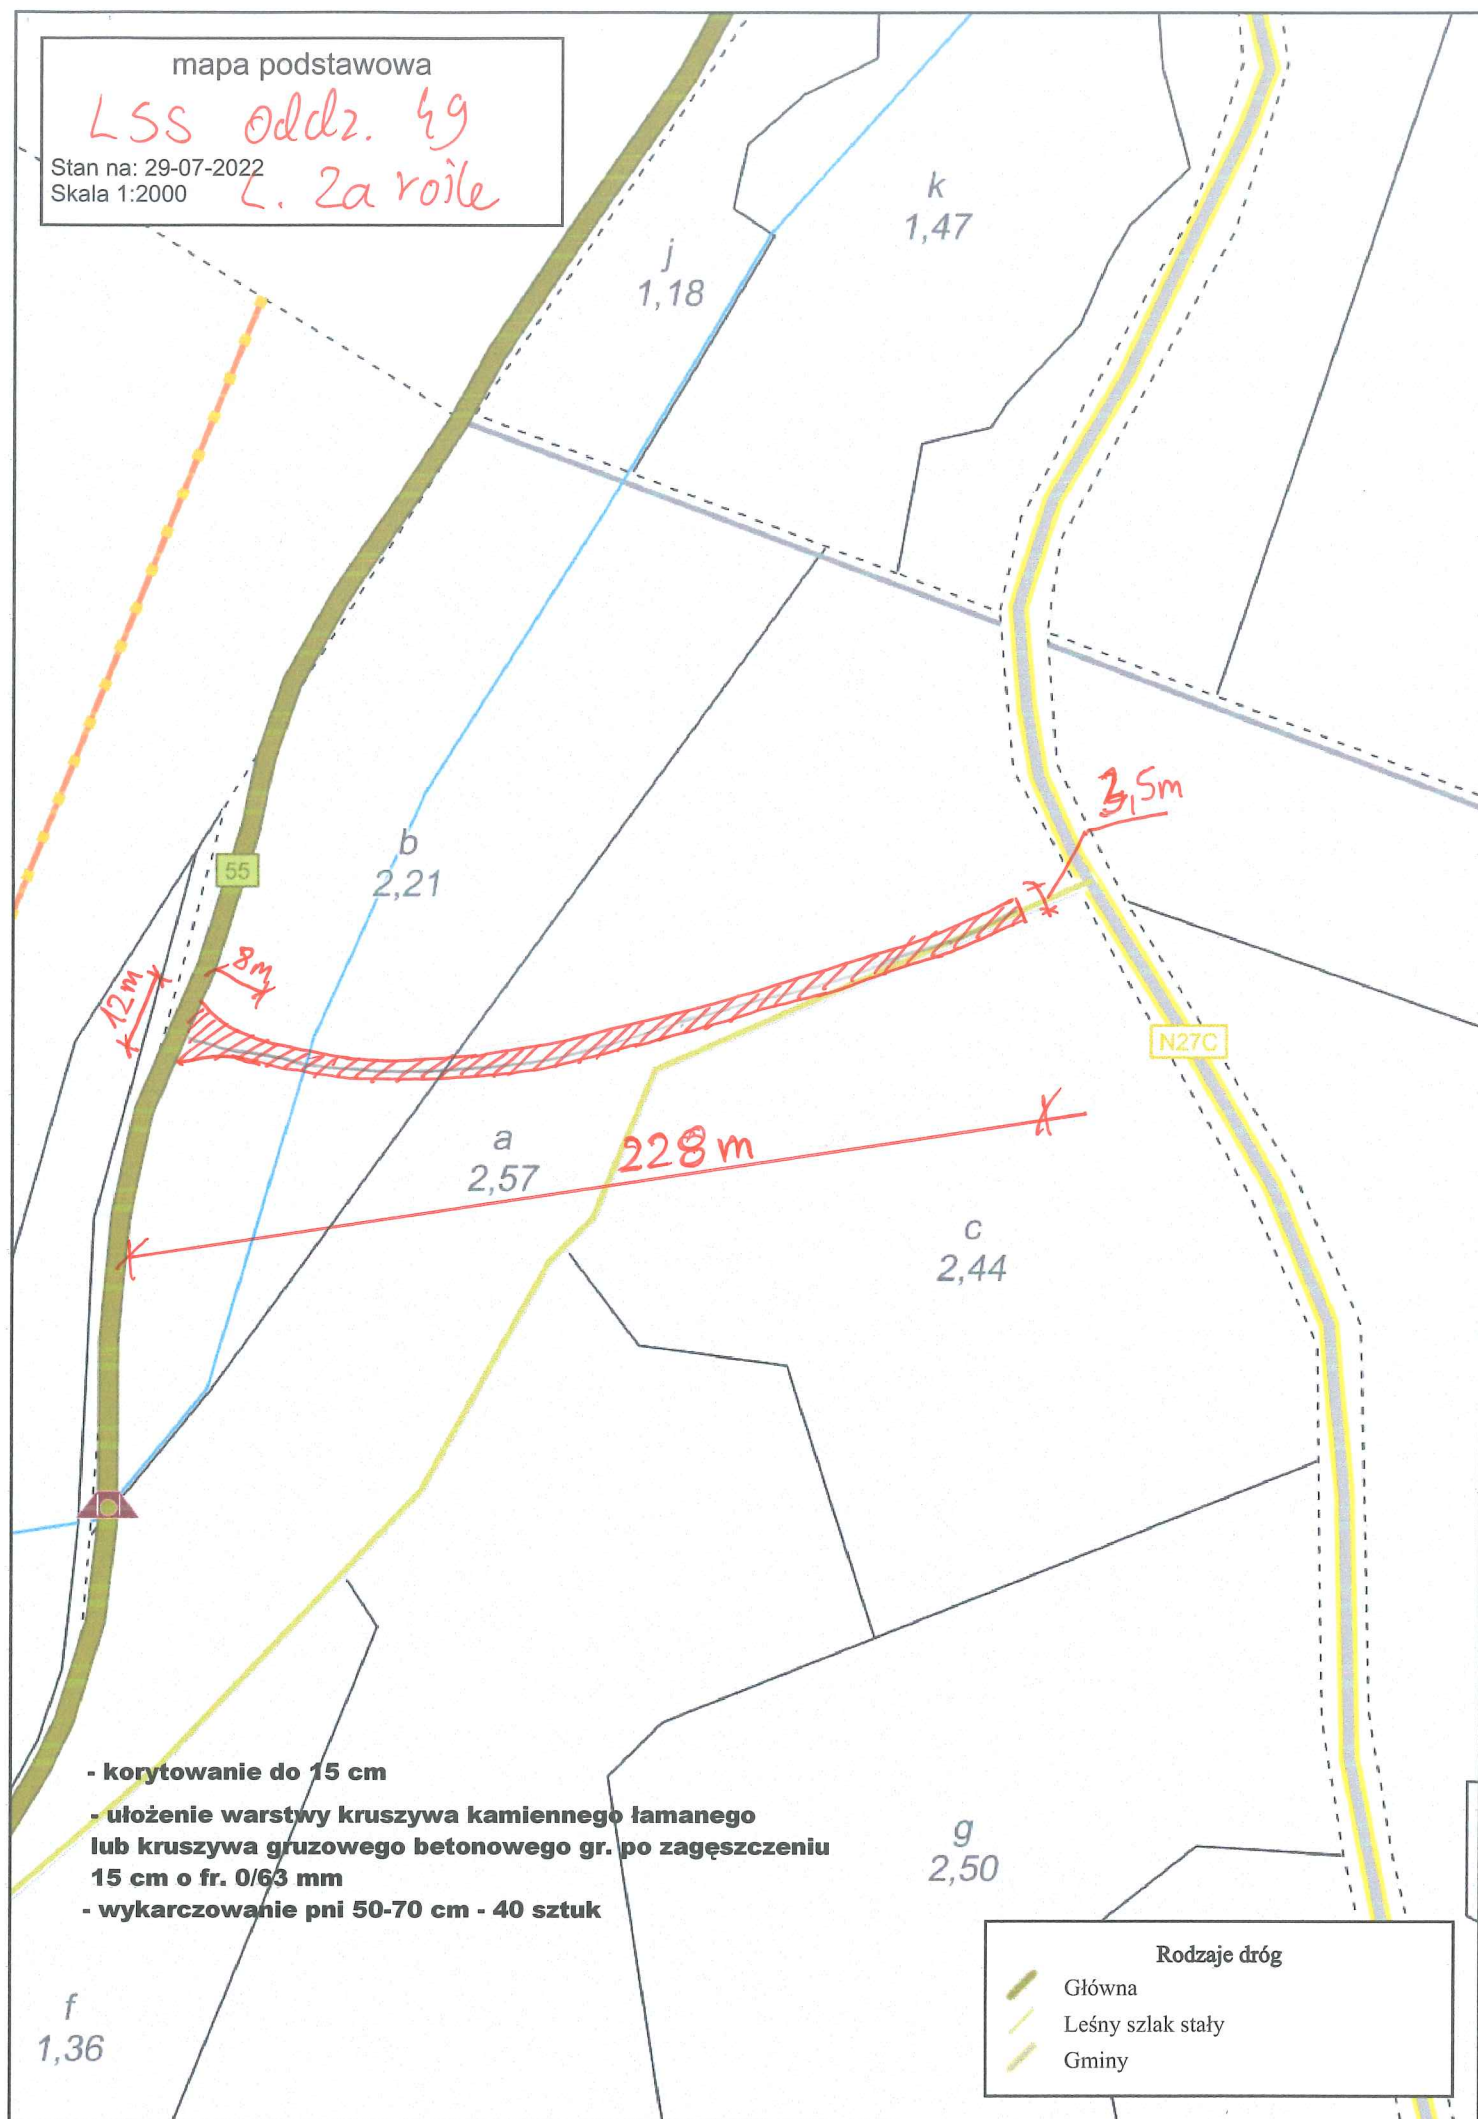 mapa podstawowa
LSS oddz. 49
Stan na: 29-07-2022
Skala 1:2000
L. Zarośle
k
1,47
j
1,18
3,5m
b
2,21
55
8m
12m
N27C
a
2,57
228m
c
2,44
- korytowanie do 15 cm
- ułożenie warstwy kruszywa kamiennego łamanego
lub kruszywa gruzowego betonowego gr. po zagęszczeniu
15 cm o fr. 0/63 mm
- wykarczowanie pni 50-70 cm - 40 sztuk
g
2,50
Rodzaje dróg
Główna
Leśny szlak stały
Gminy
f
1,36